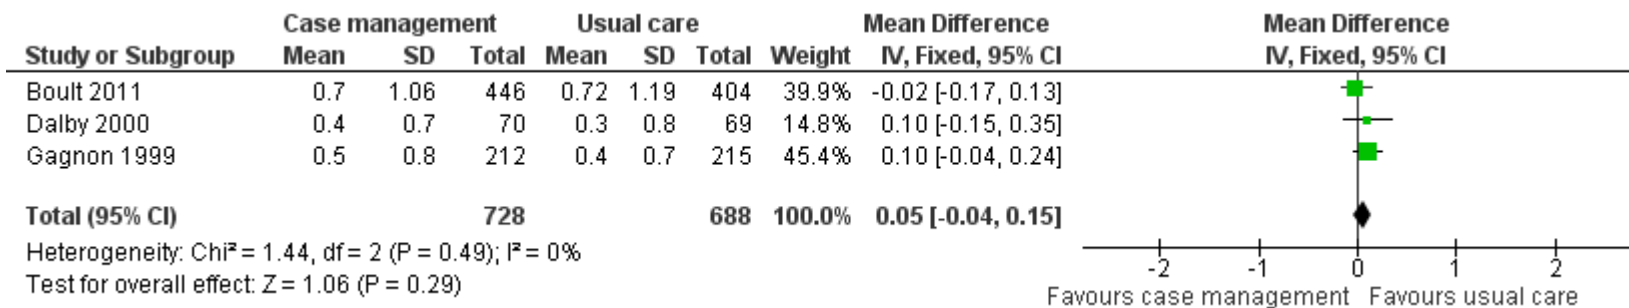 Case management Usual care Mean Difference Mean Difference
Study or Subgroup Mean SD Total Mean SD Total Weight IV, Fixed, 95% CI IV, Fixed, 95% CI
Boult 2011 0.7 1.06 446 0.72 1.19 404 39.9% -0.02 [-0.17, 0.13]
Dalby 2000 0.4 0.7 70 0.3 0.8 69 14.8% 0.10 [-0.15, 0.35]
Gagnon 1999 0.5 0.8 212 0.4 0.7 215 45.4% 0.10 [-0.04, 0.24]
Total (95% CI) 728 688 100.0% 0.05 [-0.04, 0.15]
Heterogeneity: Chi² = 1.44, df = 2 (P = 0.49); I² = 0%
Test for overall effect: Z = 1.06 (P = 0.29)
-2 -1 0 1 2
Favours case management Favours usual care